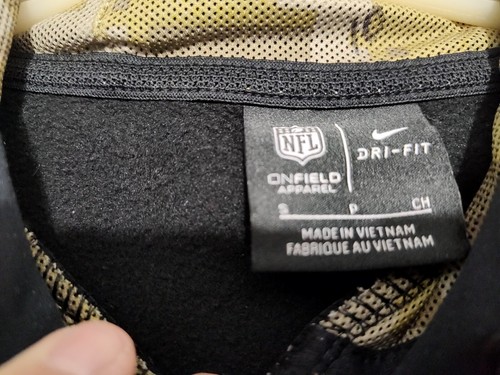 NFL
DRI-FIT
ONFIELD
APPAREL
S P CH
MADE IN VIETNAM
FABRIQUE AU VIETNAM